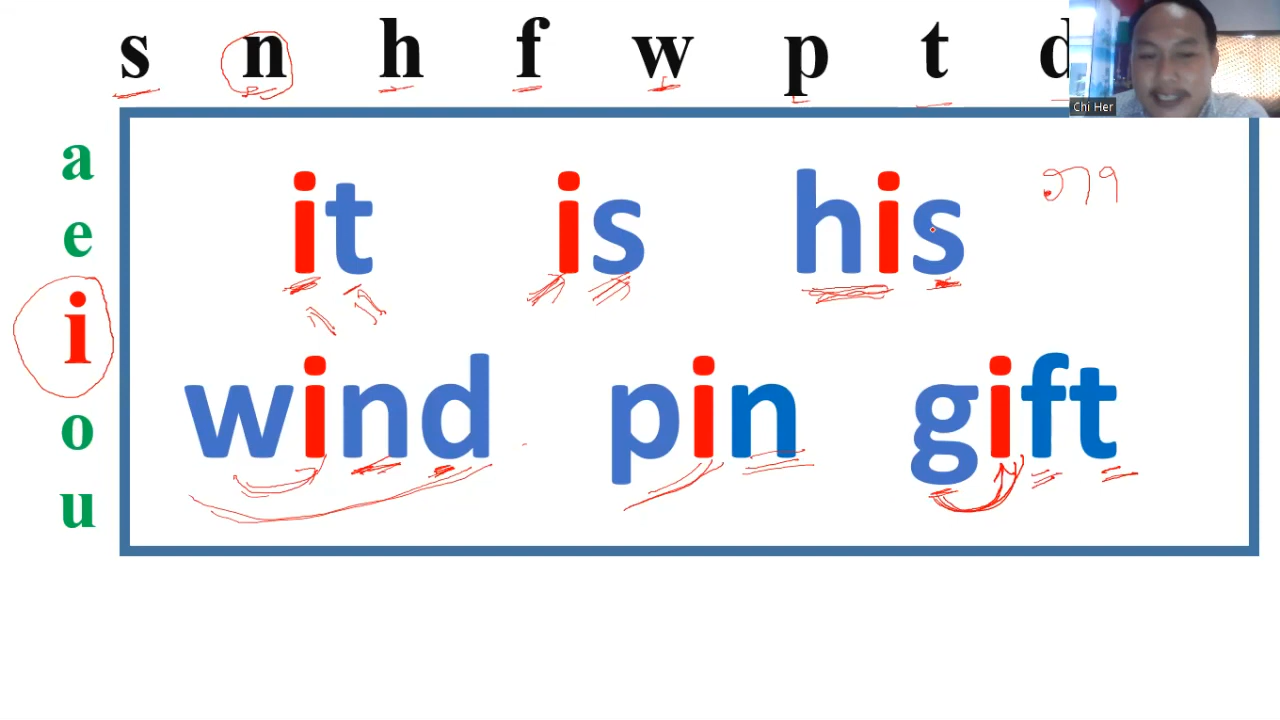 s n h f w p t d
Chi Her
a
it is his
e
i
wind pin gift
o
u